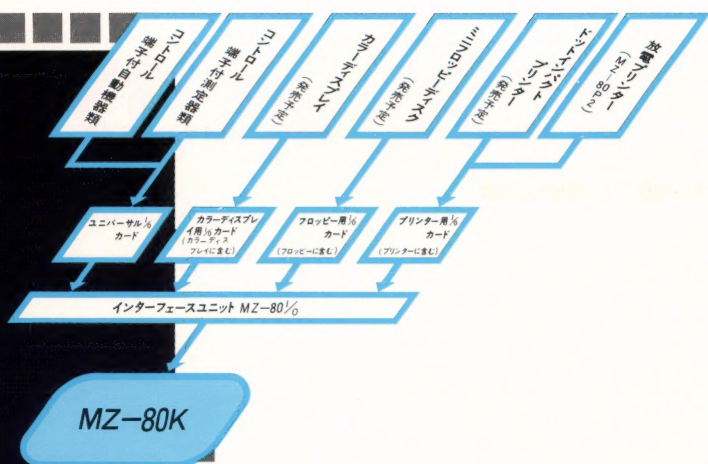 コントロール
端子付自動機器類
コントロール
端子付測定器類
カラーディスプレイ
(発売予定)
ミニフロッピーディスク
(発売予定)
ドットインパクト
プリンター
(発売予定)
放電プリンター
(MZ-80P2)
ユニバーサルI/O
カード
カラーディスプレ
イ用I/Oカード
(カラーディス
プレイに含む)
フロッピー用I/O
カード
(フロッピーに含む)
プリンター用I/O
カード
(プリンターに含む)
インターフェースユニット MZ-80I/O
MZ-80K